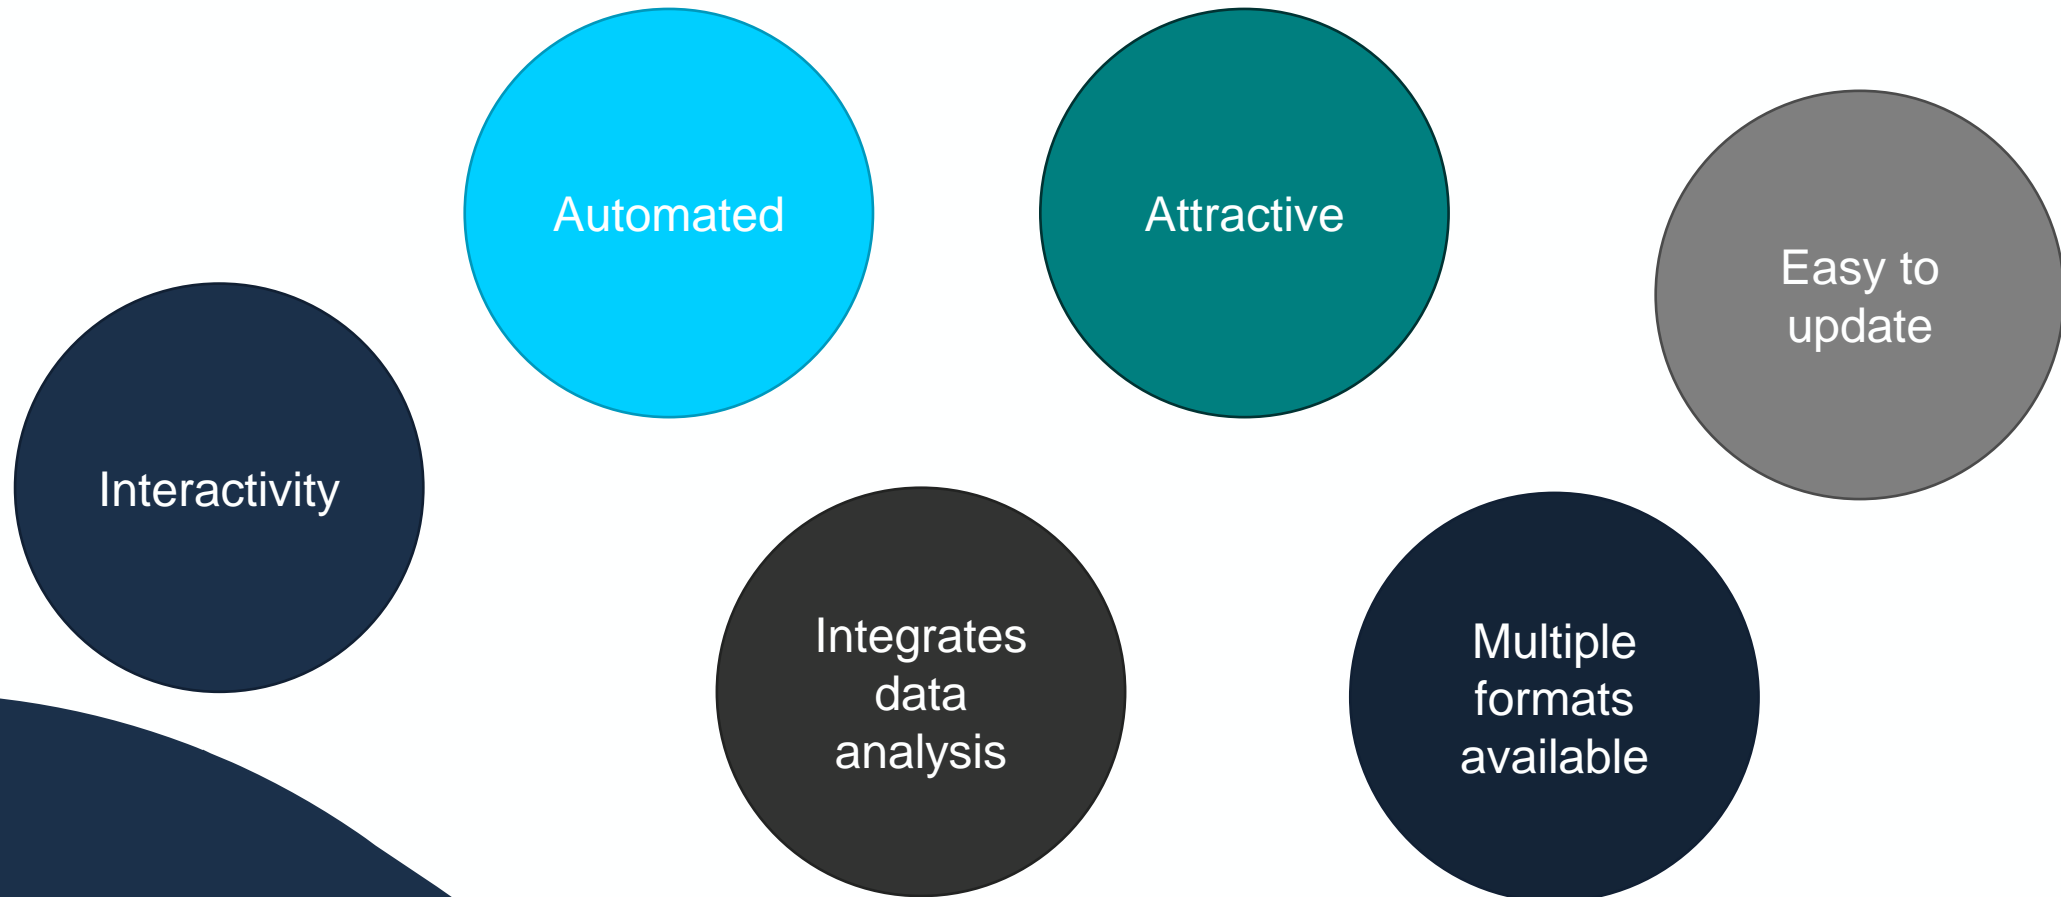 Automated
Attractive
Easy to
update
Interactivity
Integrates
data
analysis
Multiple
formats
available